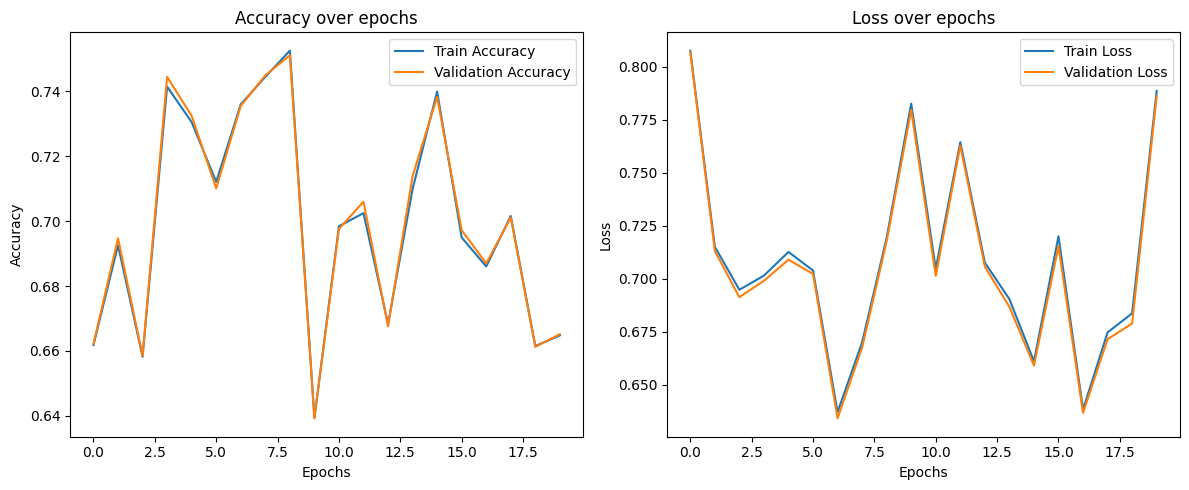 Accuracy over epochs
Train Accuracy
Validation Accuracy
Accuracy
0.74
0.72
0.70
0.68
0.66
0.64
0.0 2.5 5.0 7.5 10.0 12.5 15.0 17.5
Epochs
Loss over epochs
Train Loss
Validation Loss
Loss
0.800
0.775
0.750
0.725
0.700
0.675
0.650
0.0 2.5 5.0 7.5 10.0 12.5 15.0 17.5
Epochs